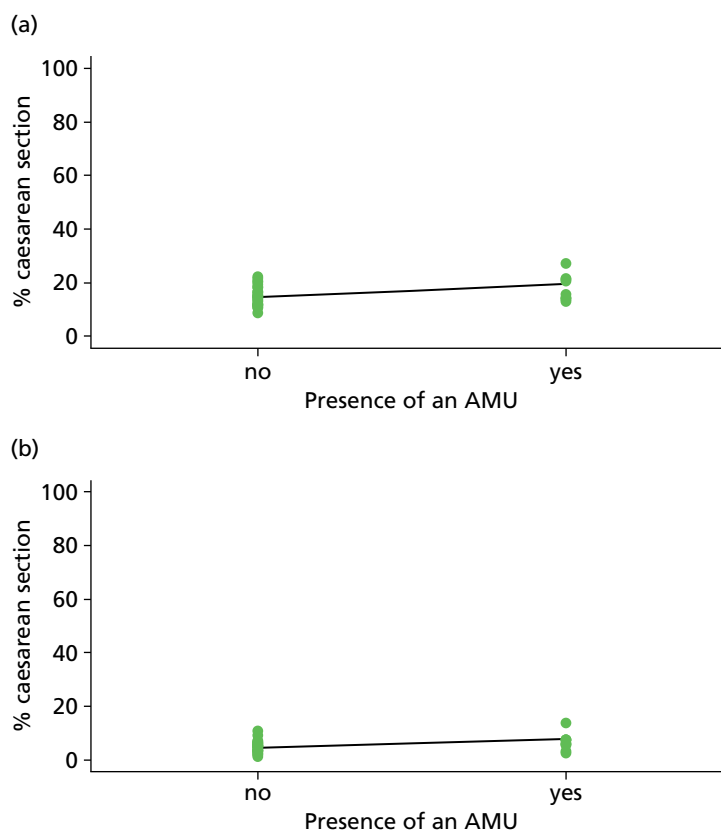 (a)
% caesarean section
100
80
60
40
20
0
no yes
Presence of an AMU
(b)
% caesarean section
100
80
60
40
20
0
no yes
Presence of an AMU